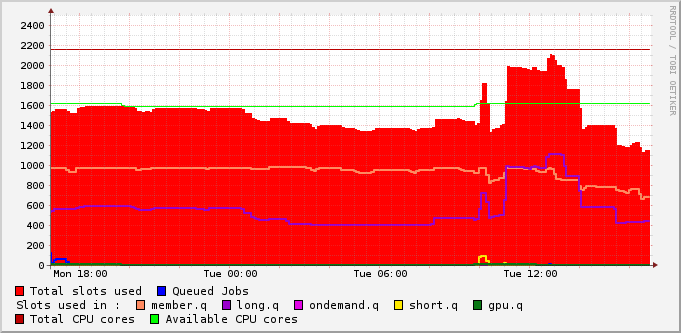 2400
2200
2000
1800
1600
1400
1200
1000
800
600
400
200
0
Mon 18:00 Tue 00:00 Tue 06:00 Tue 12:00
RRDTOOL / TOBI OETIKER
Total slots used Queued Jobs
Slots used in : member.q long.q ondemand.q short.q gpu.q
Total CPU cores Available CPU cores